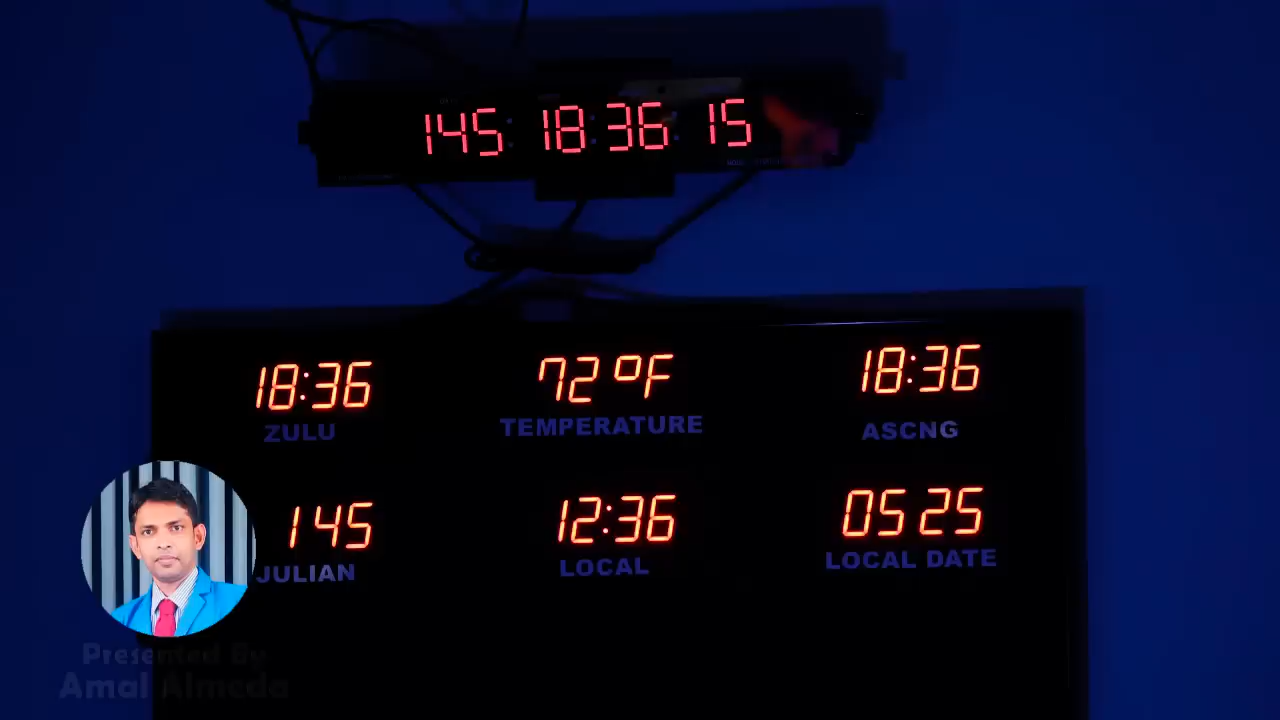 145:18:36:15
18:36
ZULU
72°F
TEMPERATURE
18:36
ASCNG
145
JULIAN
12:36
LOCAL
05 25
LOCAL DATE
Presented By
Amal Almeda